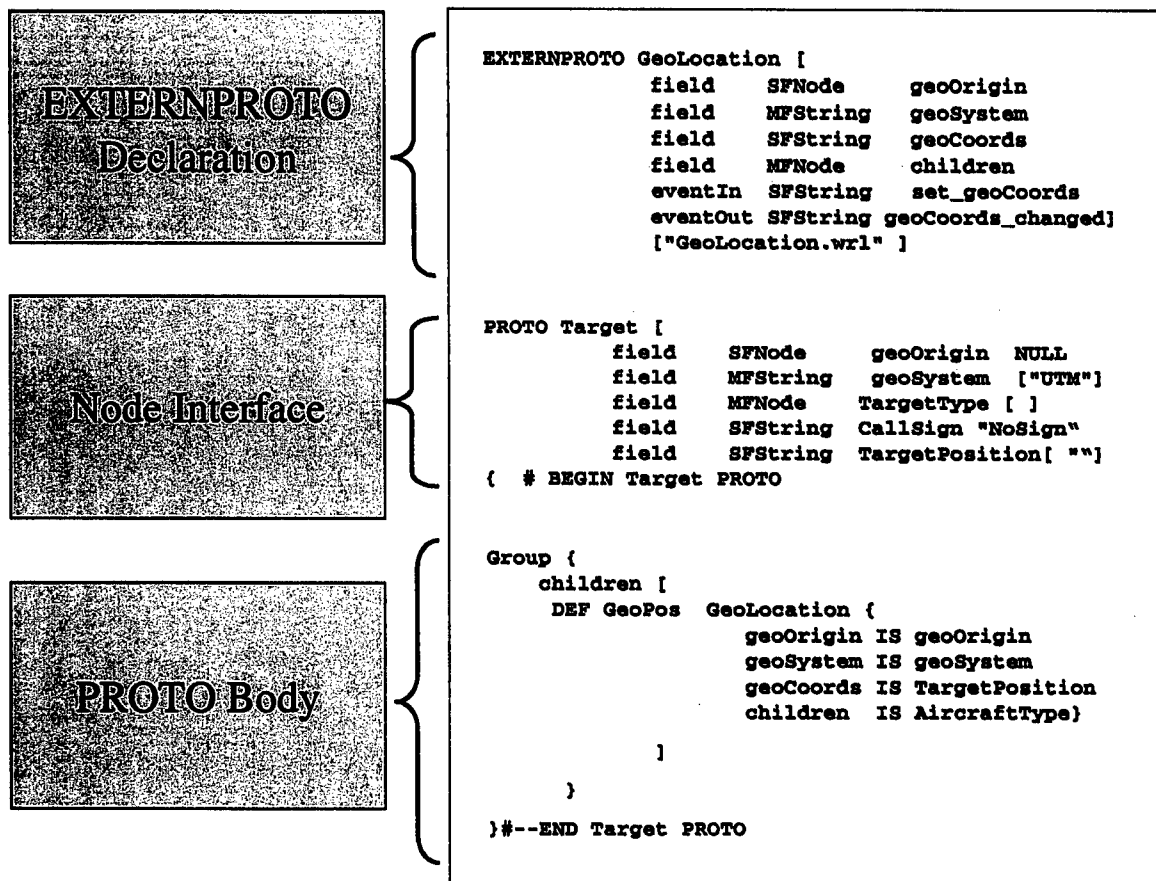 EXTERNPROTO
Declaration
EXTERNPROTO GeoLocation [
field SFNode geoOrigin
field MFString geoSystem
field SFString geoCoords
field MFNode children
eventIn SFString set_geoCoords
eventOut SFString geoCoords_changed]
["GeoLocation.wrl" ]
Node Interface
PROTO Target [
field SFNode geoOrigin NULL
field MFString geoSystem ["UTM"]
field MFNode TargetType [ ]
field SFString CallSign "NoSign"
field SFString TargetPosition[ ""]
{ # BEGIN Target PROTO
PROTO Body
Group {
children [
DEF GeoPos GeoLocation {
geoOrigin IS geoOrigin
geoSystem IS geoSystem
geoCoords IS TargetPosition
children IS AircraftType}
]
}
}#--END Target PROTO